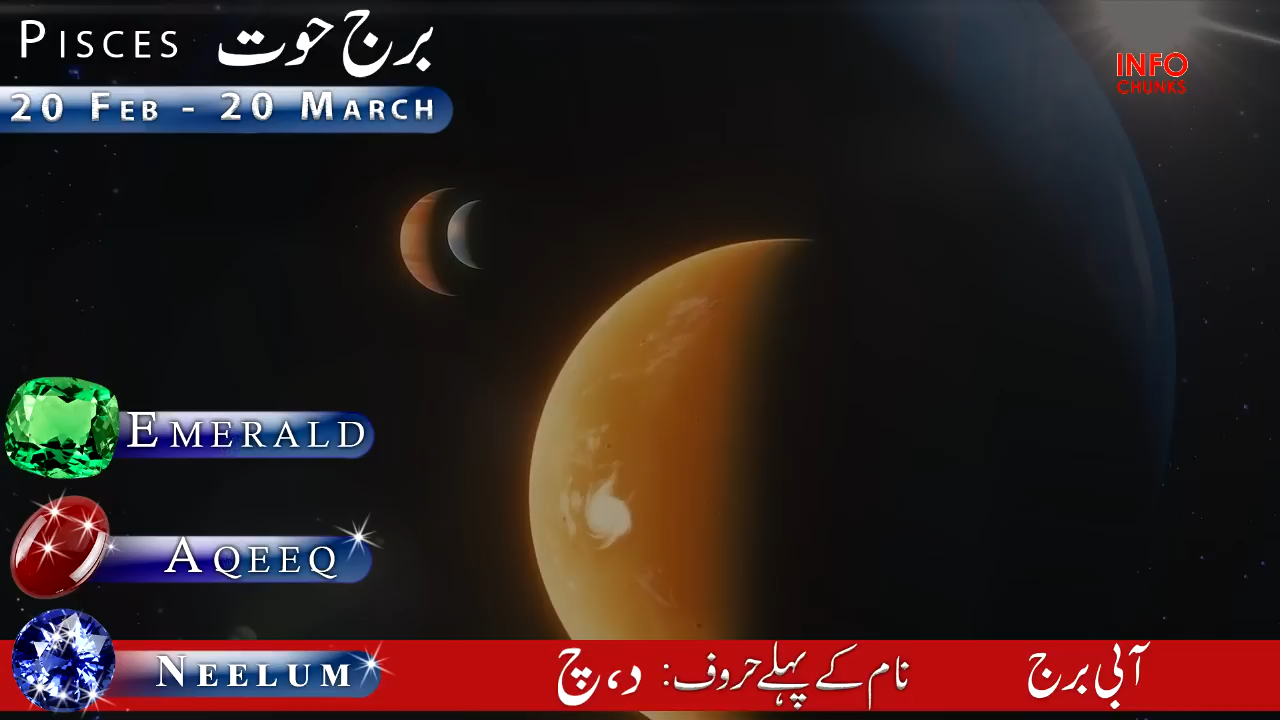 Pisces برج حوت
20 Feb - 20 March
INFO
CHUNKS
Emerald
Aqeeq
Neelum
آبی برج نام کے پہلے حروف: د، چ